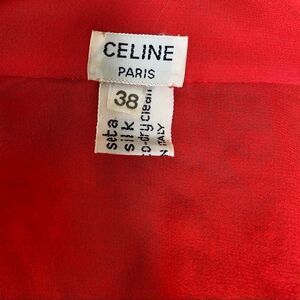 CELINE
PARIS
38
seta
silk
dry clean
ITALY